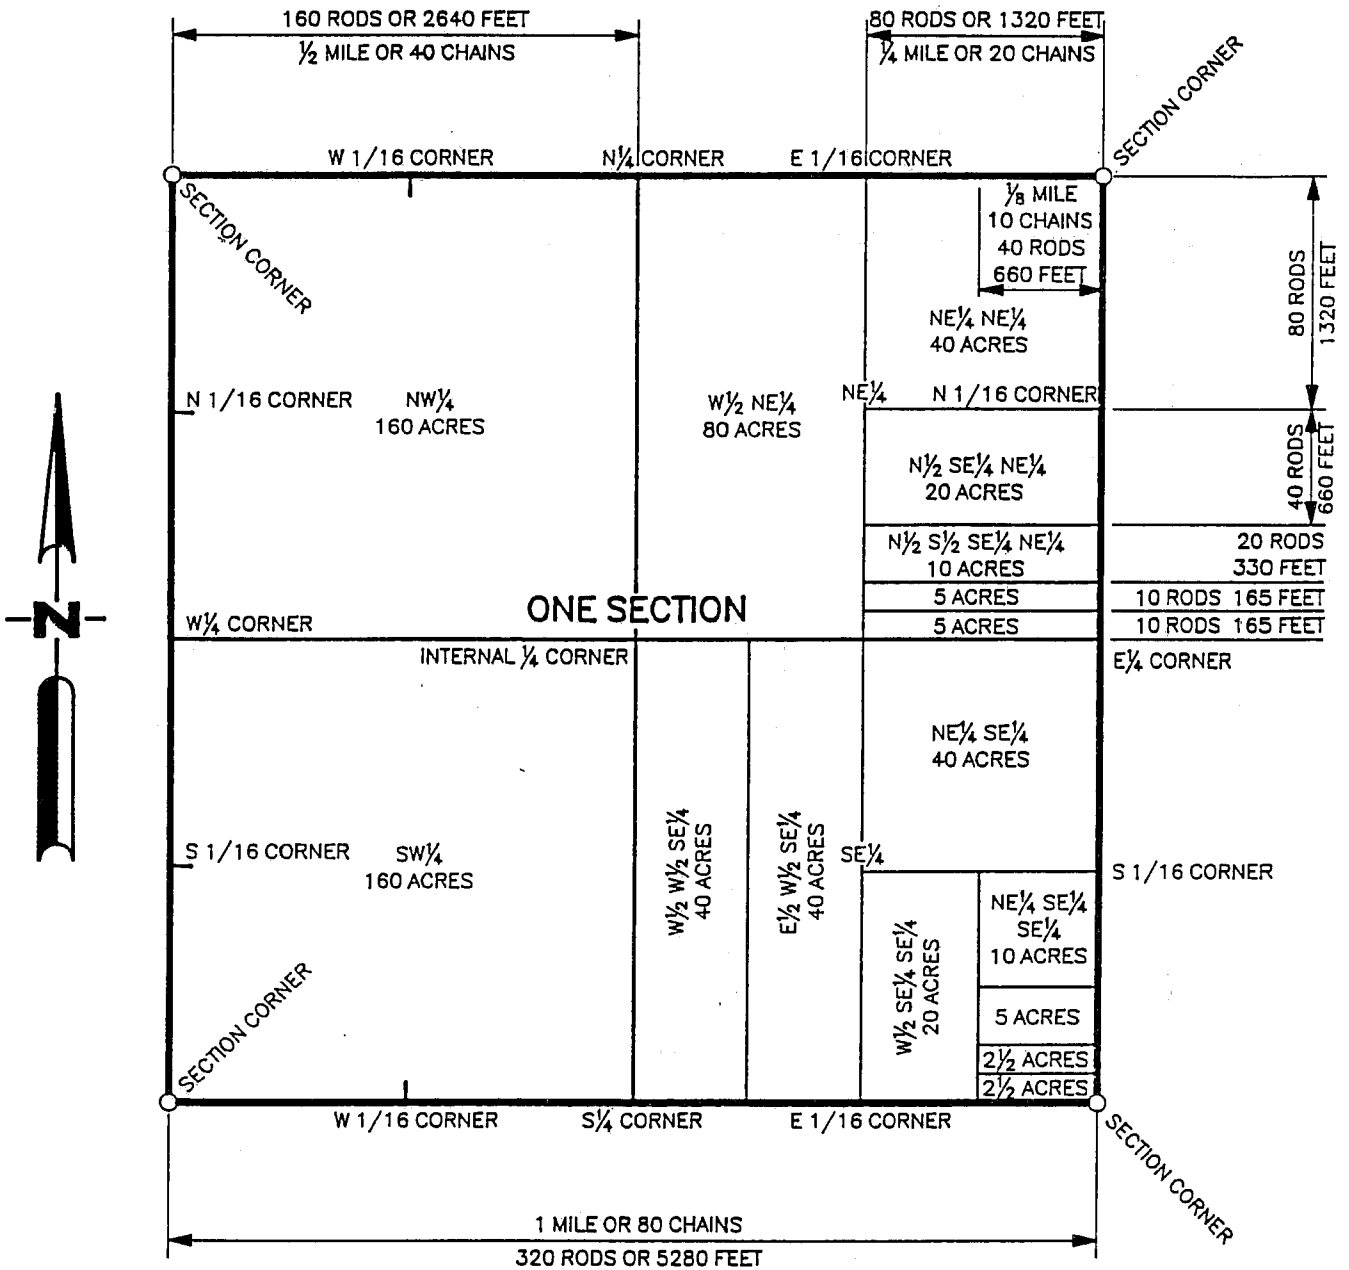 160 RODS OR 2640 FEET
½ MILE OR 40 CHAINS
80 RODS OR 1320 FEET
¼ MILE OR 20 CHAINS
SECTION CORNER
W 1/16 CORNER
N¼ CORNER
E 1/16 CORNER
SECTION CORNER
⅛ MILE
10 CHAINS
40 RODS
660 FEET
80 RODS
1320 FEET
NE¼ NE¼
40 ACRES
N 1/16 CORNER
NW¼
160 ACRES
W½ NE¼
80 ACRES
NE¼
N 1/16 CORNER
N½ SE¼ NE¼
20 ACRES
40 RODS
660 FEET
N½ S½ SE¼ NE¼
10 ACRES
20 RODS
330 FEET
5 ACRES
10 RODS 165 FEET
5 ACRES
10 RODS 165 FEET
N
ONE SECTION
W¼ CORNER
INTERNAL ¼ CORNER
E¼ CORNER
NE¼ SE¼
40 ACRES
S 1/16 CORNER
SW¼
160 ACRES
W½ W½ SE¼
40 ACRES
E½ W½ SE¼
40 ACRES
SE¼
S 1/16 CORNER
W½ SE¼ SE¼
20 ACRES
NE¼ SE¼
SE¼
10 ACRES
5 ACRES
2½ ACRES
2½ ACRES
SECTION CORNER
W 1/16 CORNER
S¼ CORNER
E 1/16 CORNER
SECTION CORNER
1 MILE OR 80 CHAINS
320 RODS OR 5280 FEET